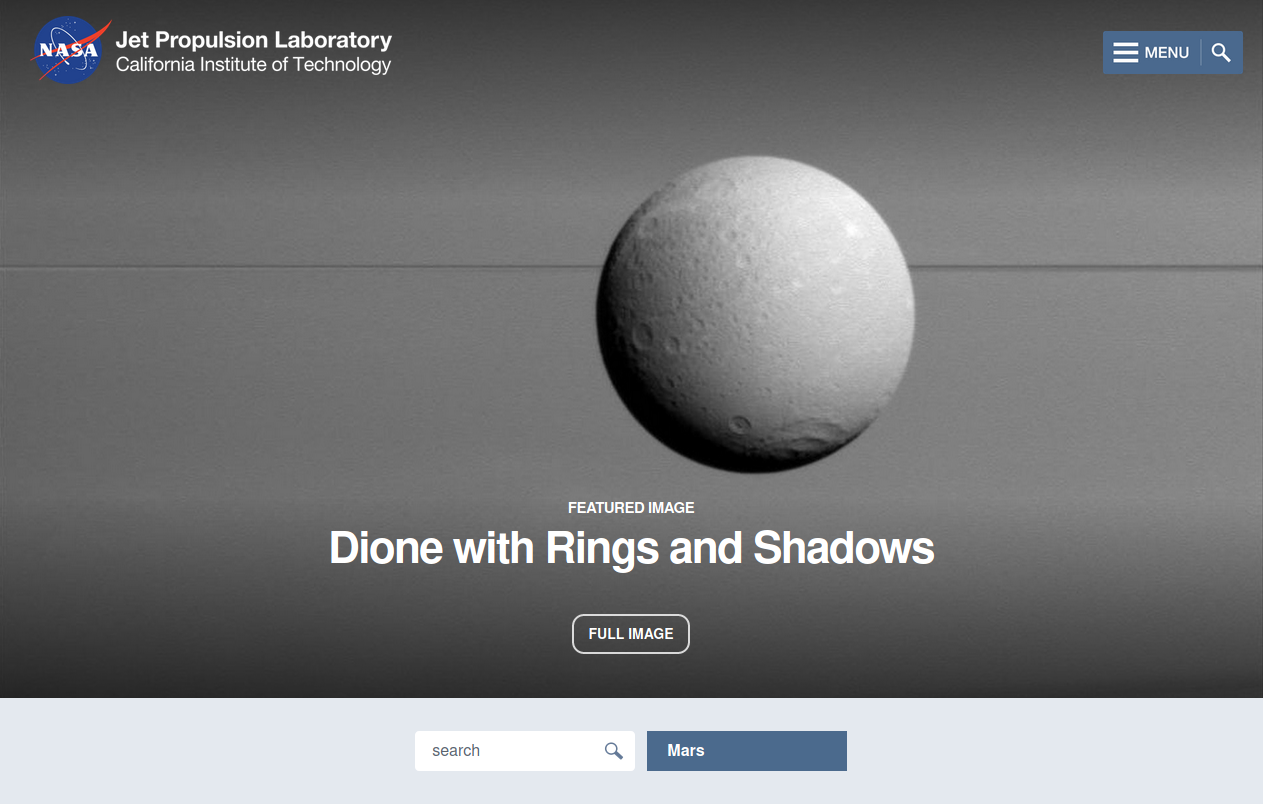 NASA
Jet Propulsion Laboratory
California Institute of Technology
MENU
FEATURED IMAGE
Dione with Rings and Shadows
FULL IMAGE
search
Mars